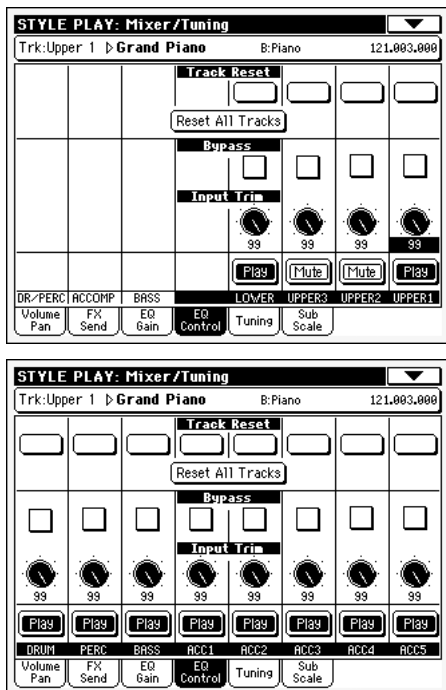 STYLE PLAY: Mixer/Tuning
Trk:Upper 1 ▷Grand Piano B:Piano 121.003.000
Track Reset
Reset All Tracks
Bypass
Input Trim
99 99 99 99
Play Mute Mute Play
DR/PERC ACCOMP BASS LOWER UPPER3 UPPER2 UPPER1
Volume Pan FX Send EQ Gain EQ Control Tuning Sub Scale
STYLE PLAY: Mixer/Tuning
Trk:Upper 1 ▷Grand Piano B:Piano 121.003.000
Track Reset
Reset All Tracks
Bypass
Input Trim
99 99 99 99 99 99 99 99
Play Play Play Play Play Play Play Play
DRUM PERC BASS ACC1 ACC2 ACC3 ACC4 ACC5
Volume Pan FX Send EQ Gain EQ Control Tuning Sub Scale